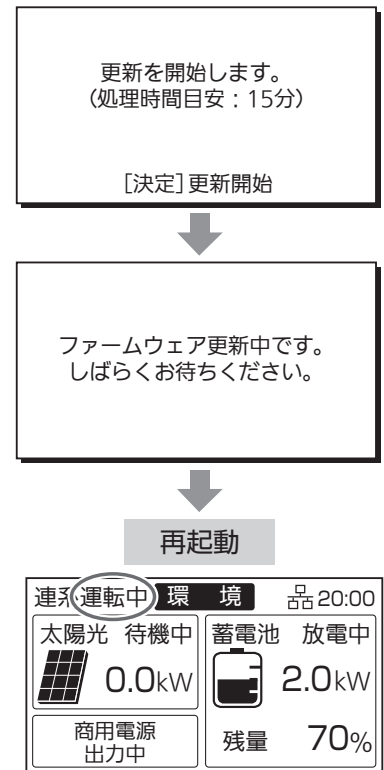 更新を開始します。
（処理時間目安：15分）
［決定］更新開始
ファームウェア更新中です。
しばらくお待ちください。
再起動
連系運転中 環 境 20:00
太陽光 待機中
0.0kW
商用電源
出力中
蓄電池 放電中
2.0kW
残量 70%